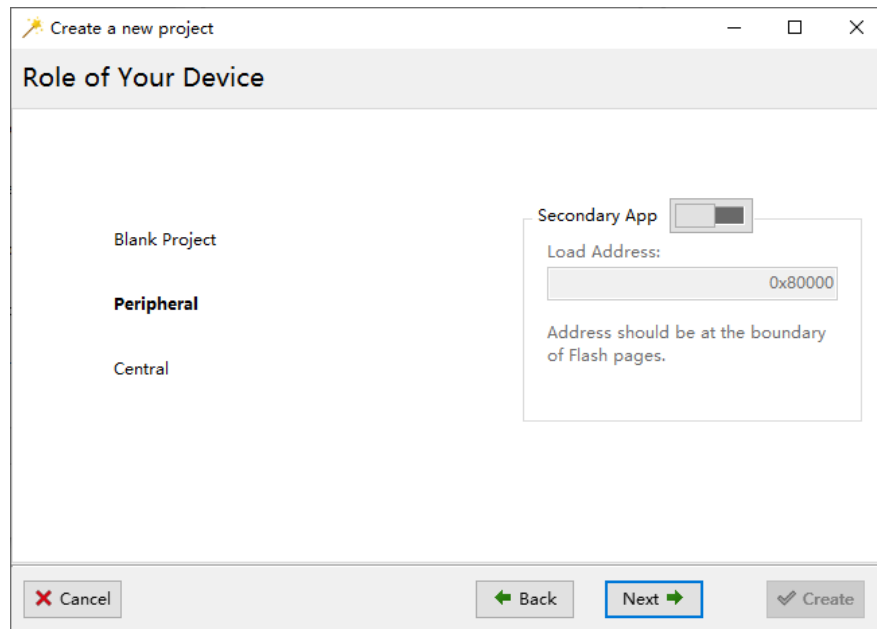 Create a new project
Role of Your Device
Blank Project
Peripheral
Central
Secondary App
Load Address:
0x80000
Address should be at the boundary
of Flash pages.
Cancel
Back
Next
Create